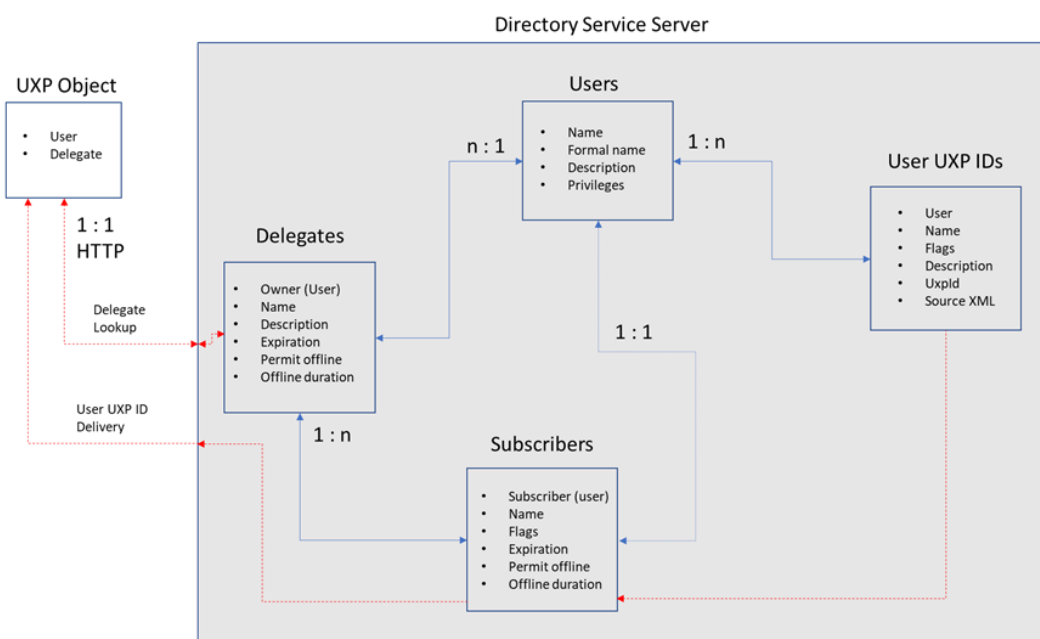 Directory Service Server
UXP Object
• User
• Delegate
Users
• Name
• Formal name
• Description
• Privileges
n : 1
1 : n
User UXP IDs
• User
• Name
• Flags
• Description
• UxpId
• Source XML
1 : 1
HTTP
Delegates
• Owner (User)
• Name
• Description
• Expiration
• Permit offline
• Offline duration
Delegate
Lookup
1 : 1
User UXP ID
Delivery
1 : n
Subscribers
• Subscriber (user)
• Name
• Flags
• Expiration
• Permit offline
• Offline duration